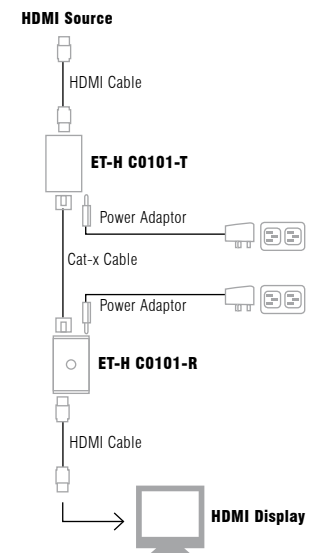 HDMI Source
HDMI Cable
ET-H C0101-T
Power Adaptor
Cat-x Cable
Power Adaptor
ET-H C0101-R
HDMI Cable
HDMI Display